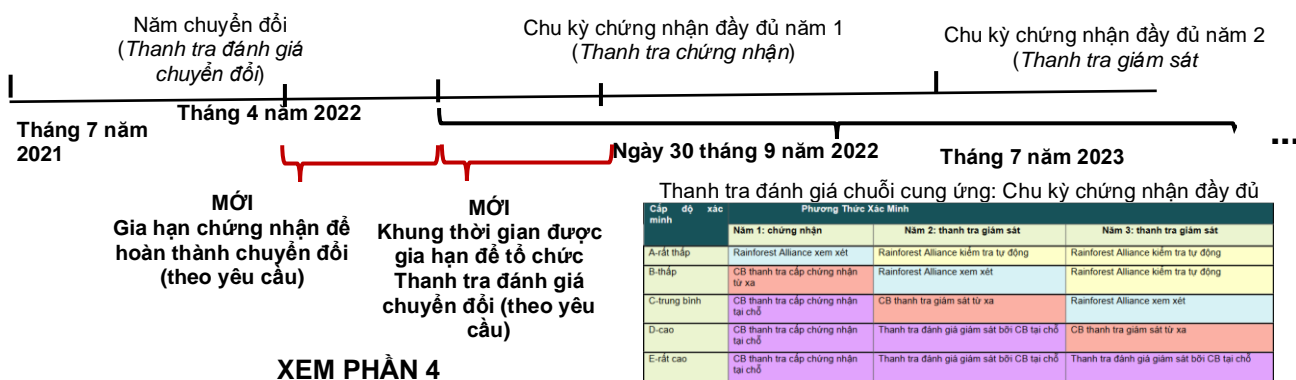 Năm chuyển đổi
(Thanh tra đánh giá
chuyển đổi)
Chu kỳ chứng nhận đầy đủ năm 1
(Thanh tra chứng nhận)
Chu kỳ chứng nhận đầy đủ năm 2
(Thanh tra giám sát
Tháng 7 năm
2021
Tháng 4 năm 2022
Ngày 30 tháng 9 năm 2022
Tháng 7 năm 2023
...
MỚI
Gia hạn chứng nhận để
hoàn thành chuyển đổi
(theo yêu cầu)
MỚI
Khung thời gian được
gia hạn để tổ chức
Thanh tra đánh giá
chuyển đổi (theo yêu
cầu)
XEM PHẦN 4
Thanh tra đánh giá chuỗi cung ứng: Chu kỳ chứng nhận đầy đủ
Cấp độ xác
minh
Phương Thức Xác Minh
Năm 1: chứng nhận
Năm 2: thanh tra giám sát
Năm 3: thanh tra giám sát
A-rất thấp
Rainforest Alliance xem xét
Rainforest Alliance kiểm tra tự động
Rainforest Alliance kiểm tra tự động
B-thấp
CB thanh tra cấp chứng nhận
từ xa
Rainforest Alliance xem xét
Rainforest Alliance kiểm tra tự động
C-trung bình
CB thanh tra cấp chứng nhận
tại chỗ
CB thanh tra giám sát từ xa
Rainforest Alliance xem xét
D-cao
CB thanh tra cấp chứng nhận
tại chỗ
Thanh tra đánh giá giám sát bởi CB tại chỗ
CB thanh tra giám sát từ xa
E-rất cao
CB thanh tra cấp chứng nhận
tại chỗ
Thanh tra đánh giá giám sát bởi CB tại chỗ
Thanh tra đánh giá giám sát bởi CB tại chỗ